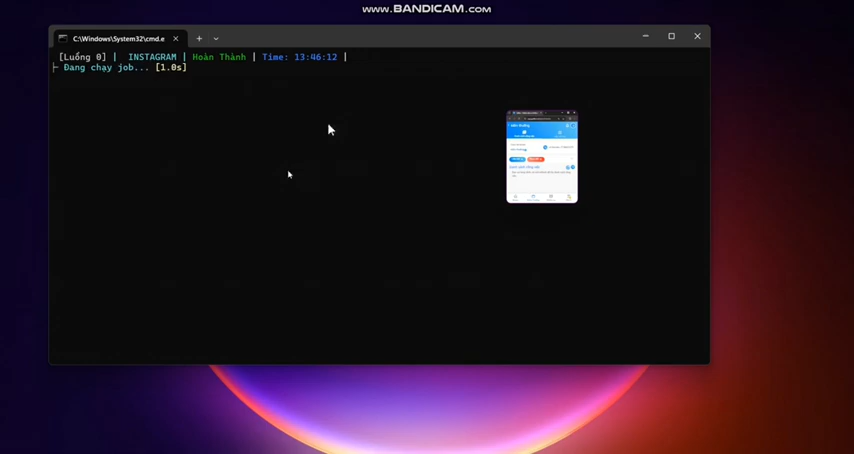 WWW.BANDICAM.COM
C:\Windows\System32\cmd.e
[Luồng 0] | INSTAGRAM | Hoàn Thành | Time: 13:46:12 |
├ Đang chạy job... [1.0s]